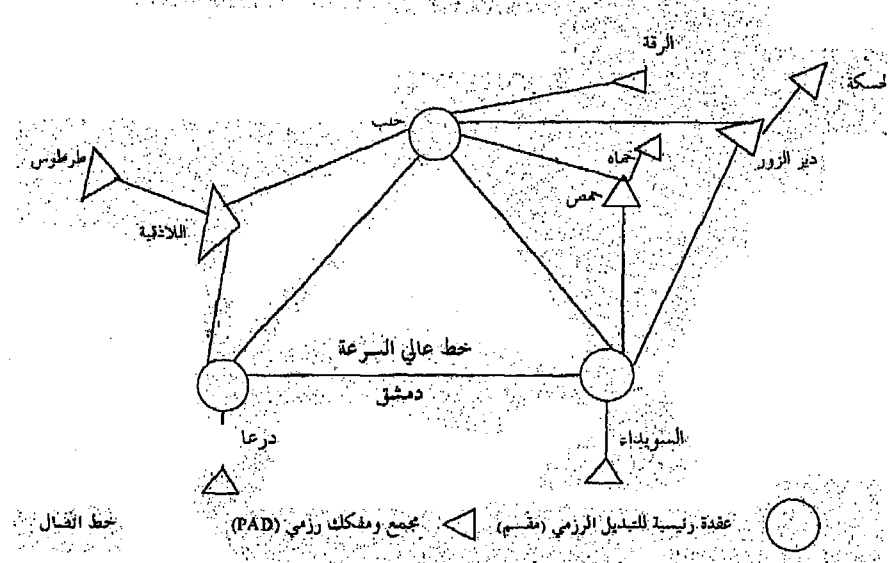 الرقة
الحسكة
حلب
حماه
دير الزور
طرطوس
حمص
اللاذقية
خط عالي السرعة
دمشق
درعا
السويداء
عقدة رئيسية للتبديل الرزمي (مقسم)
مجمع ومفكك رزمي (PAD)
خط اتصال